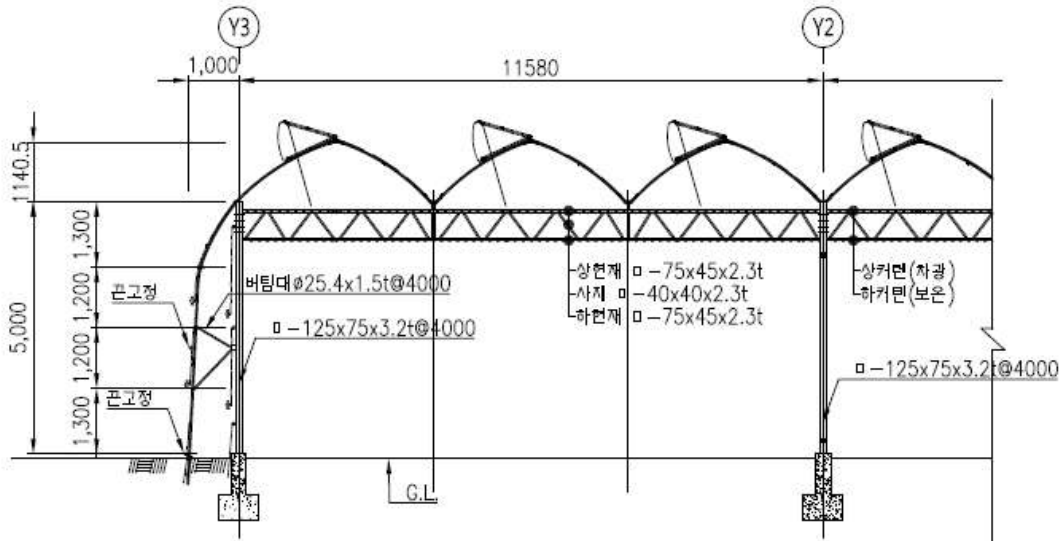 Y3
Y2
1,000
11580
1140.5
5,000
1,300
1,200
1,200
1,300
끈고정
버팀대ø25.4x1.5t@4000
ㅁ-125x75x3.2t@4000
끈고정
상현재 ㅁ-75x45x2.3t
사재 ㅁ-40x40x2.3t
하현재 ㅁ-75x45x2.3t
상커텐(차광)
하커텐(보온)
ㅁ-125x75x3.2t@4000
G.L.